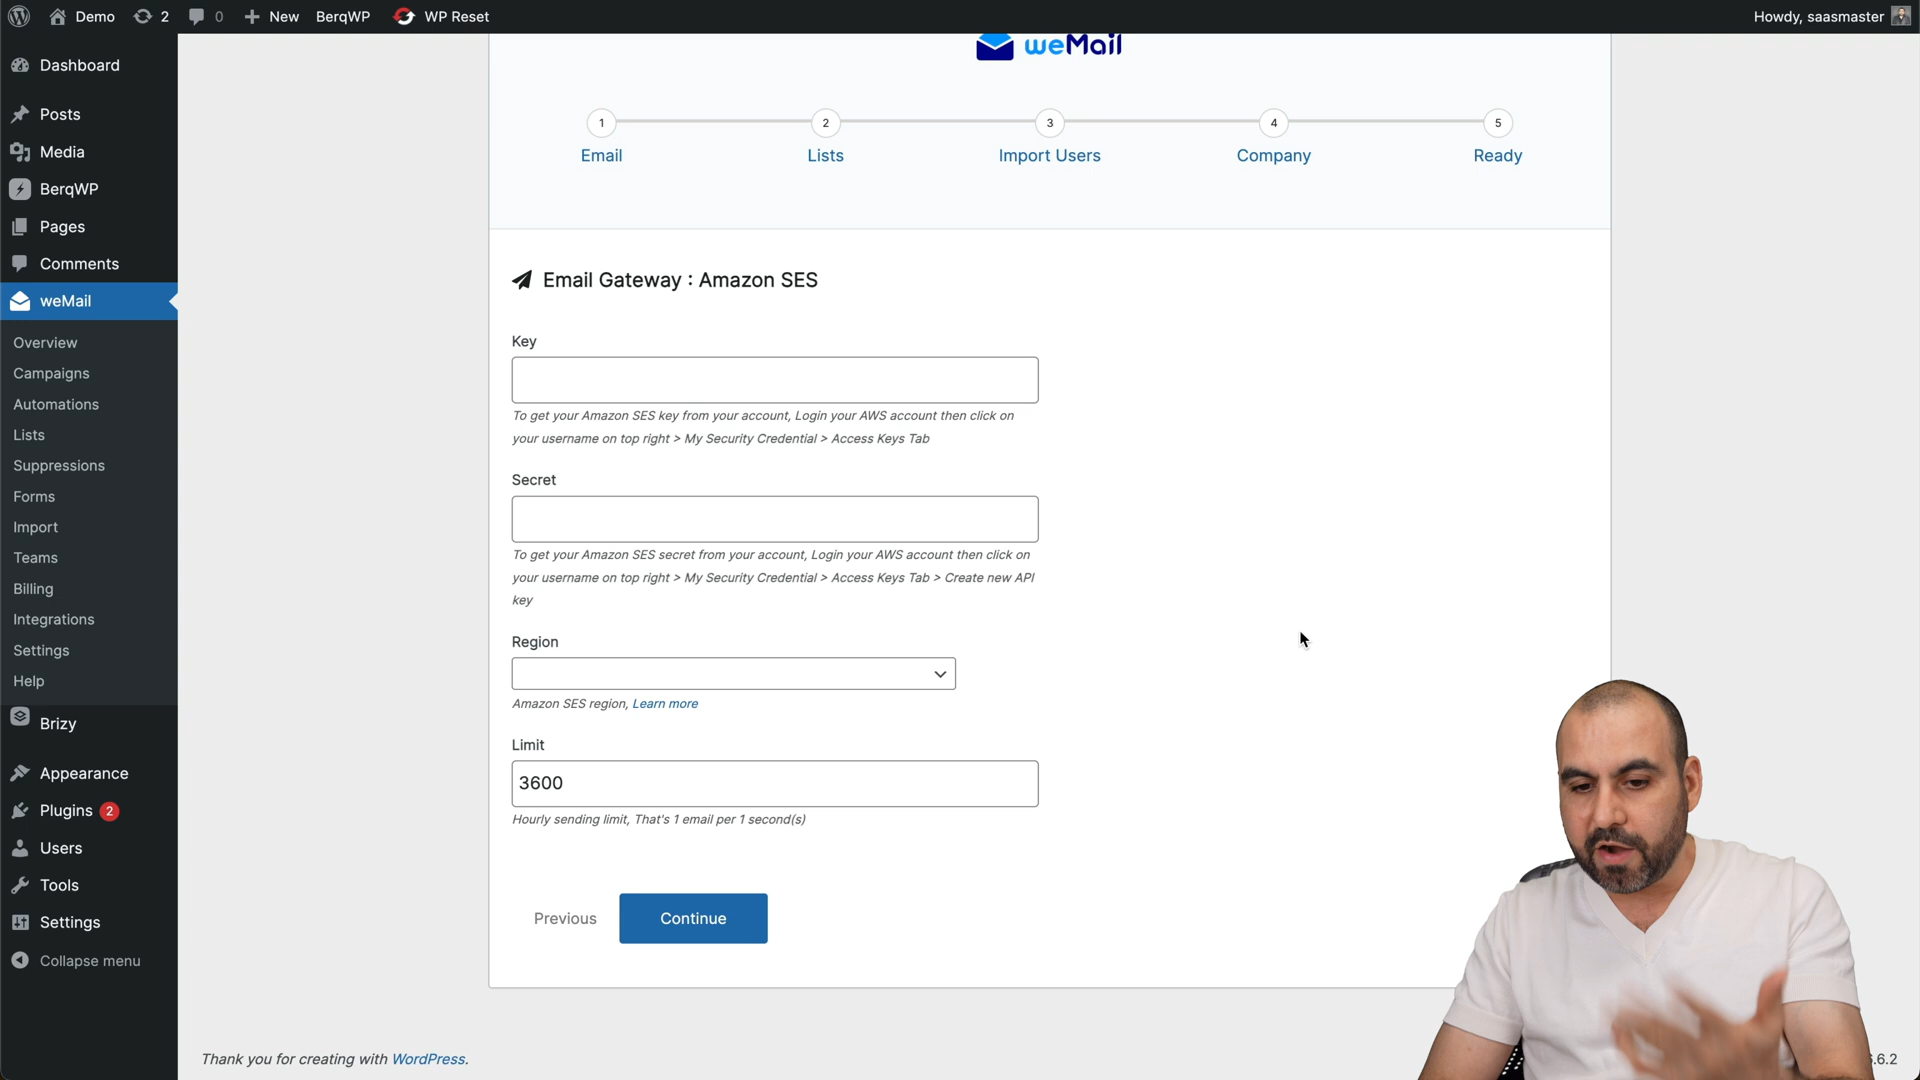 Demo 2 0 New BerqWP WP Reset Howdy, saasmaster
Dashboard
Posts
Media
BerqWP
Pages
Comments
weMail
Overview
Campaigns
Automations
Lists
Suppressions
Forms
Import
Teams
Billing
Integrations
Settings
Help
Brizy
Appearance
Plugins 2
Users
Tools
Settings
Collapse menu
weMail
1 2 3 4 5
Email Lists Import Users Company Ready
Email Gateway : Amazon SES
Key
To get your Amazon SES key from your account, Login your AWS account then click on
your username on top right > My Security Credential > Access Keys Tab
Secret
To get your Amazon SES secret from your account, Login your AWS account then click on
your username on top right > My Security Credential > Access Keys Tab > Create new API
key
Region
Amazon SES region, Learn more
Limit
3600
Hourly sending limit, That's 1 email per 1 second(s)
Previous Continue
Thank you for creating with WordPress.
.6.2